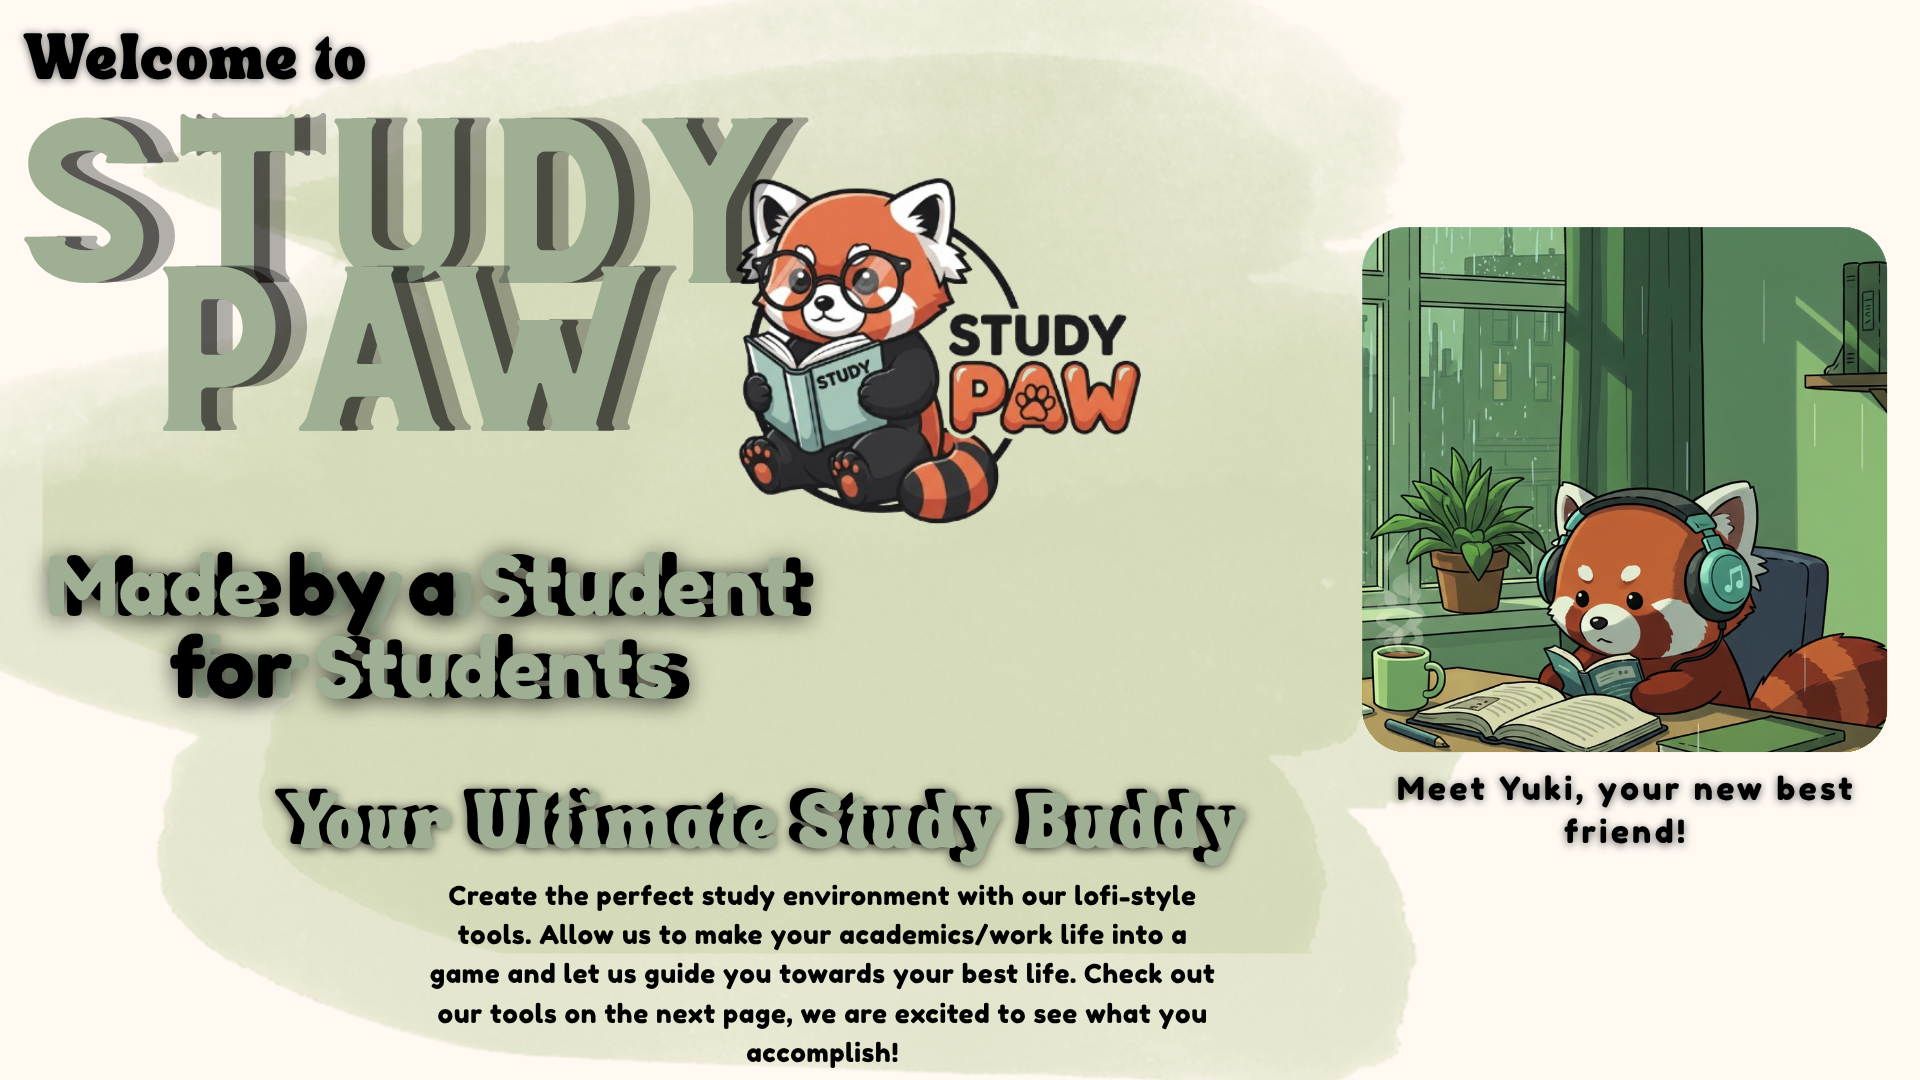 Welcome to
STUDY
PAW
STUDY
STUDY
PAW
Made by a Student
for Students
Meet Yuki, your new best
friend!
Your Ultimate Study Buddy
Create the perfect study environment with our lofi-style
tools. Allow us to make your academics/work life into a
game and let us guide you towards your best life. Check out
our tools on the next page, we are excited to see what you
accomplish!